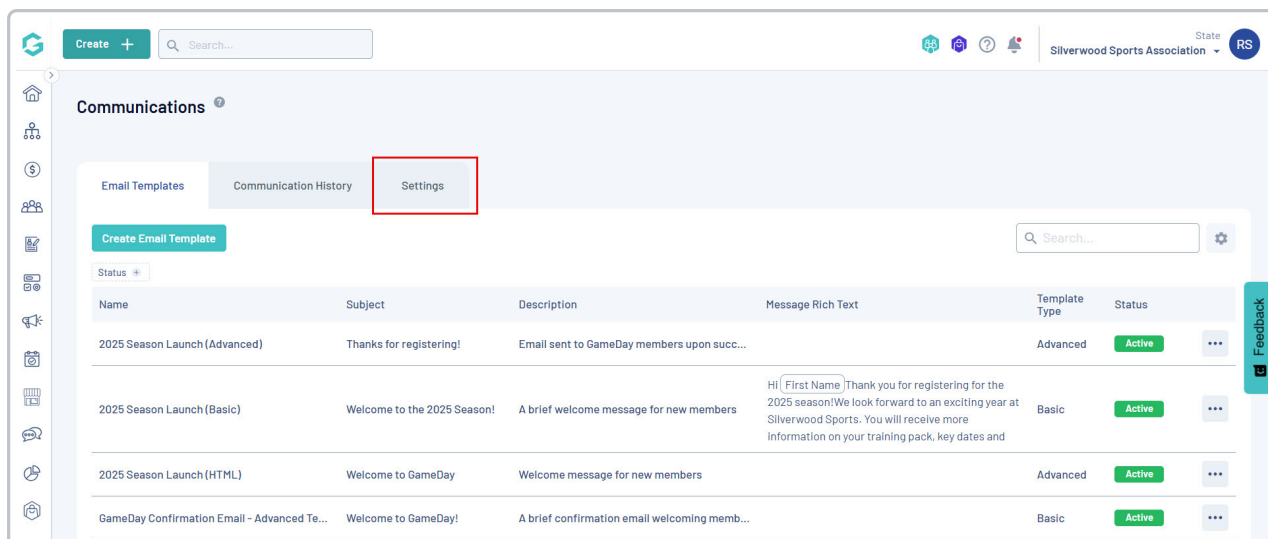 Create +
Search...
State
Silverwood Sports Association
RS
Communications
Email Templates
Communication History
Settings
Create Email Template
Search...
Status +
Name
Subject
Description
Message Rich Text
Template
Type
Status
2025 Season Launch (Advanced)
Thanks for registering!
Email sent to GameDay members upon succ...
Advanced
Active
2025 Season Launch (Basic)
Welcome to the 2025 Season!
A brief welcome message for new members
Hi First Name Thank you for registering for the
2025 season!We look forward to an exciting year at
Silverwood Sports. You will receive more
information on your training pack, key dates and
Basic
Active
2025 Season Launch (HTML)
Welcome to GameDay
Welcome message for new members
Advanced
Active
GameDay Confirmation Email - Advanced Te...
Welcome to GameDay!
A brief confirmation email welcoming memb...
Basic
Active
Feedback